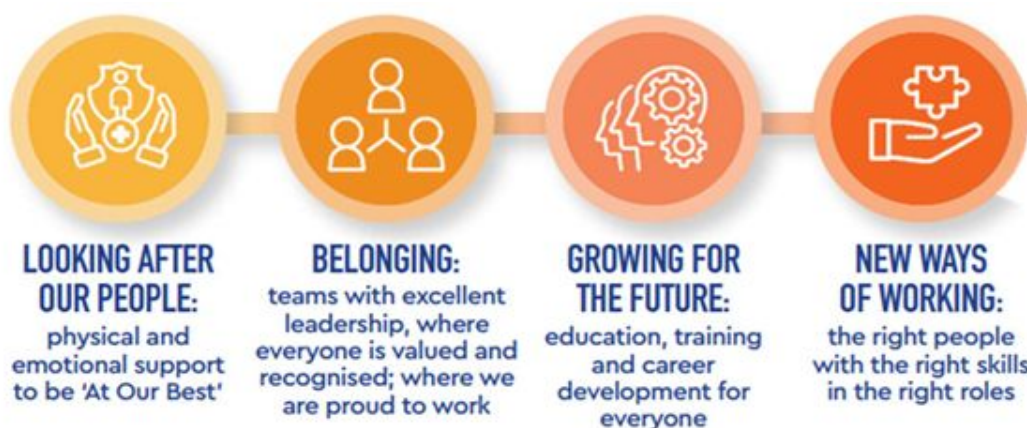 LOOKING AFTER
OUR PEOPLE:
physical and
emotional support
to be ‘At Our Best’
BELONGING:
teams with excellent
leadership, where
everyone is valued and
recognised; where we
are proud to work
GROWING FOR
THE FUTURE:
education, training
and career
development for
everyone
NEW WAYS
OF WORKING:
the right people
with the right skills
in the right roles